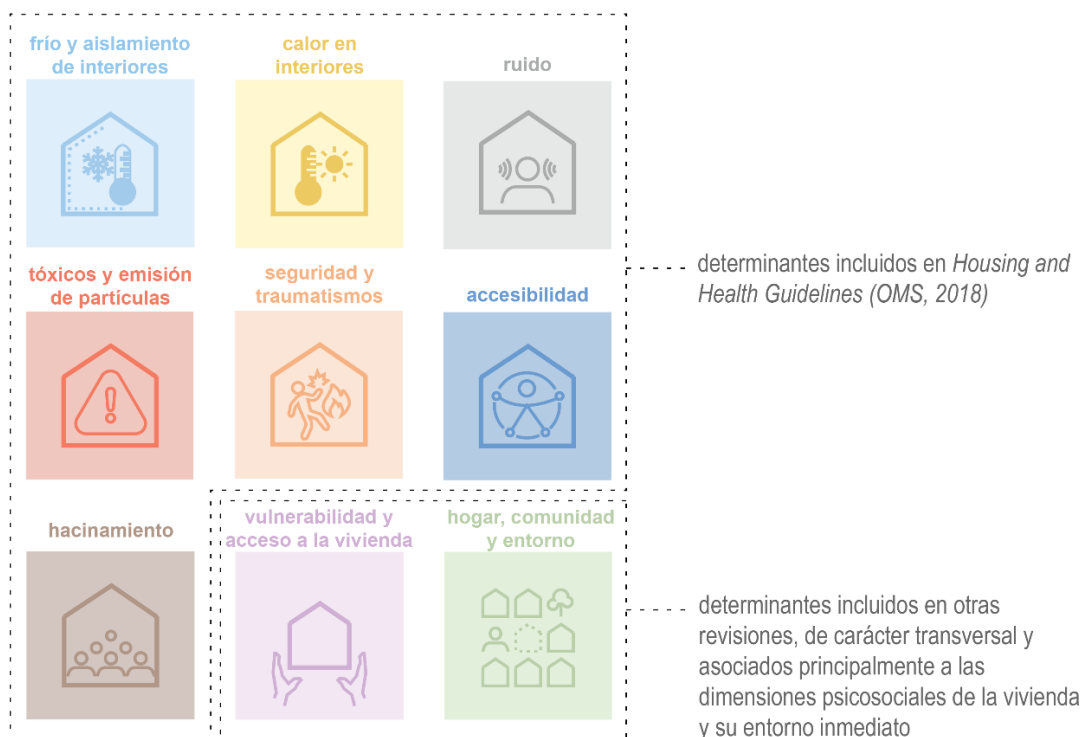 frío y aislamiento
de interiores
calor en
interiores
ruido
tóxicos y emisión
de partículas
seguridad y
traumatismos
accesibilidad
determinantes incluidos en Housing and
Health Guidelines (OMS, 2018)
hacinamiento
vulnerabilidad y
acceso a la vivienda
hogar, comunidad
y entorno
determinantes incluidos en otras
revisiones, de carácter transversal y
asociados principalmente a las
dimensiones psicosociales de la vivienda
y su entorno inmediato